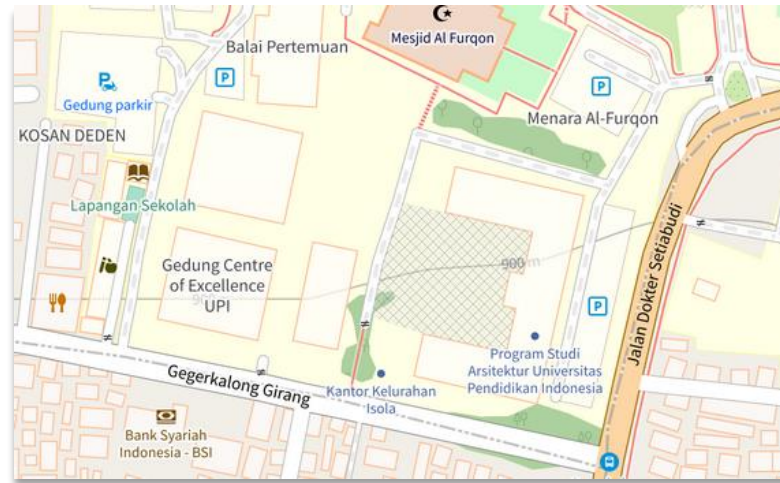 Mesjid Al Furqon
Balai Pertemuan
P
P
P
Gedung parkir
Menara Al-Furqon
KOSAN DEDEN
Lapangan Sekolah
Gedung Centre
of Excellence
UPI
900 m
P
Jalan Dokter Setiabudi
Program Studi
Arsitektur Universitas
Pendidikan Indonesia
Gegerkalong Girang
Kantor Kelurahan
Isola
Bank Syariah
Indonesia - BSI